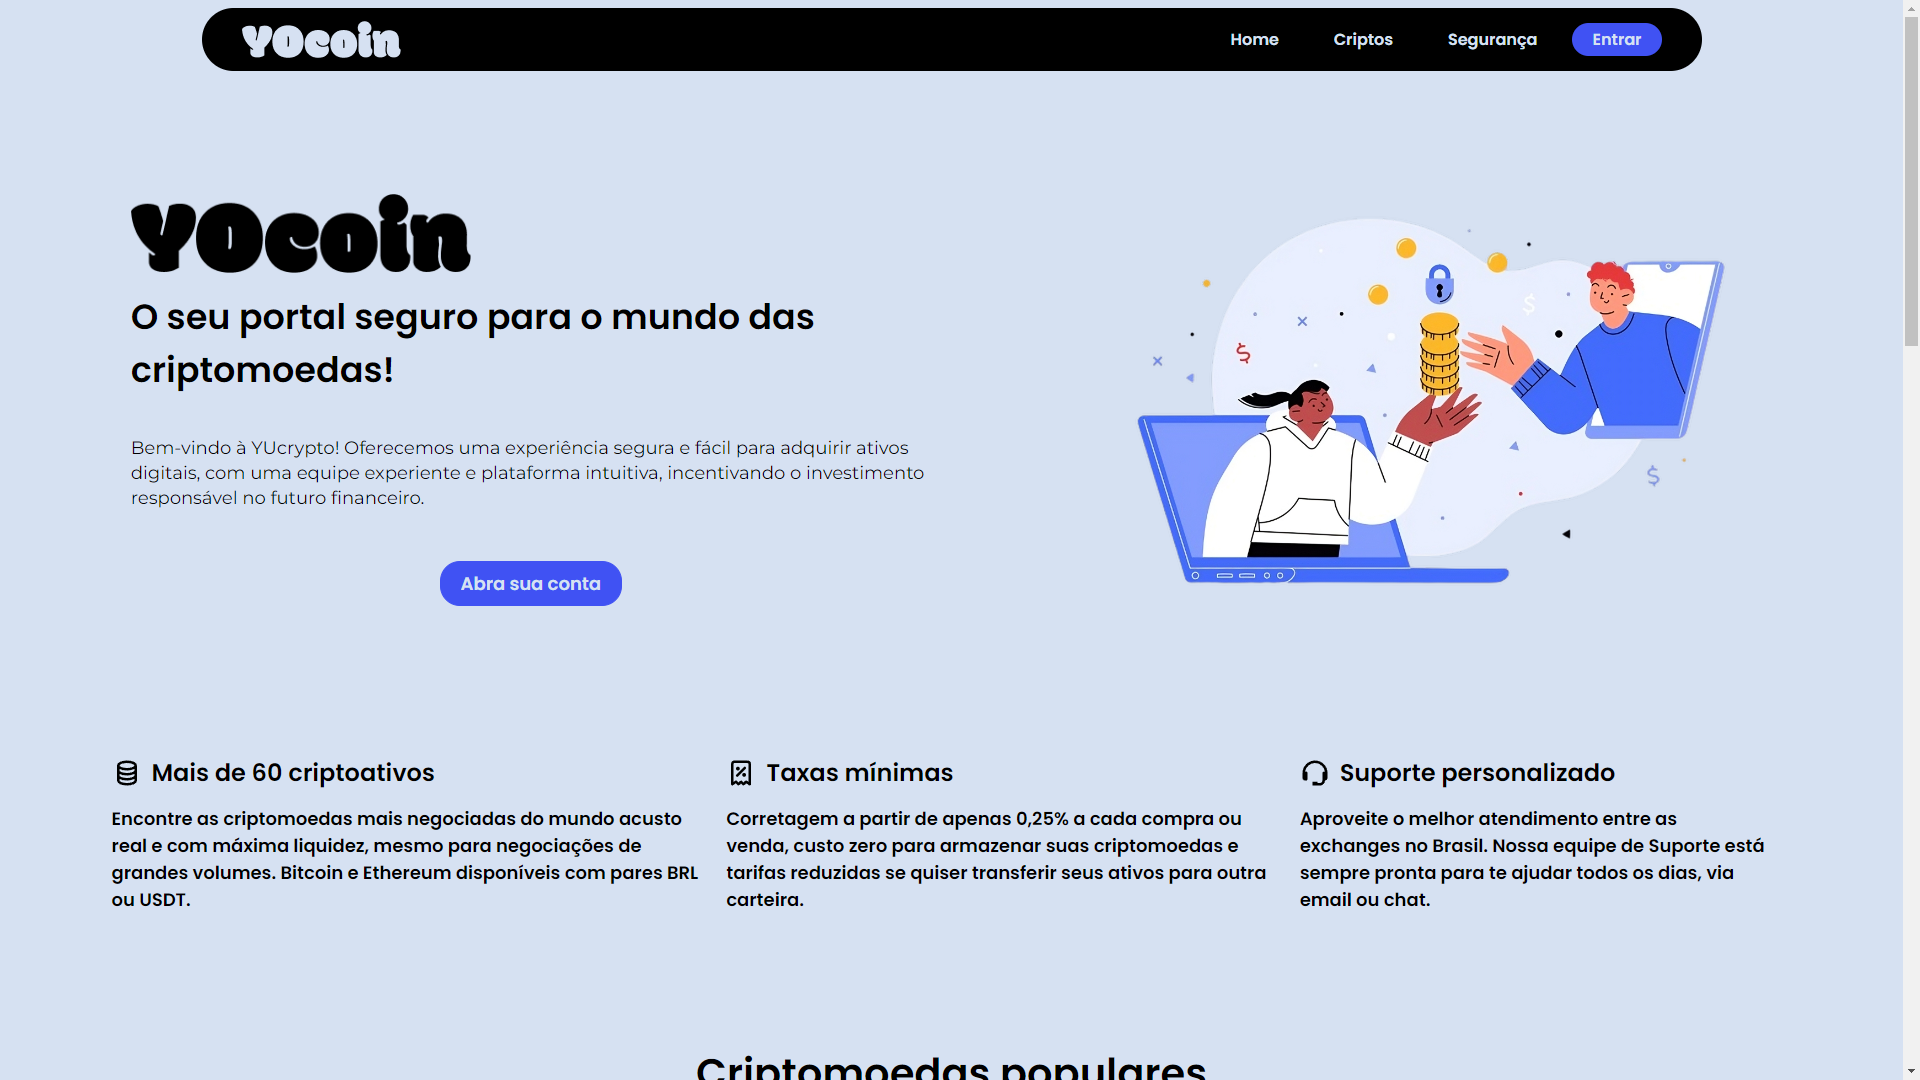 YOcoin
Home
Criptos
Segurança
Entrar
YOcoin
O seu portal seguro para o mundo das
criptomoedas!
Bem-vindo à YUcrypto! Oferecemos uma experiência segura e fácil para adquirir ativos
digitais, com uma equipe experiente e plataforma intuitiva, incentivando o investimento
responsável no futuro financeiro.
Abra sua conta
Mais de 60 criptoativos
Encontre as criptomoedas mais negociadas do mundo acusto
real e com máxima liquidez, mesmo para negociações de
grandes volumes. Bitcoin e Ethereum disponíveis com pares BRL
ou USDT.
Taxas mínimas
Corretagem a partir de apenas 0,25% a cada compra ou
venda, custo zero para armazenar suas criptomoedas e
tarifas reduzidas se quiser transferir seus ativos para outra
carteira.
Suporte personalizado
Aproveite o melhor atendimento entre as
exchanges no Brasil. Nossa equipe de Suporte está
sempre pronta para te ajudar todos os dias, via
email ou chat.
Criptomoedas populares